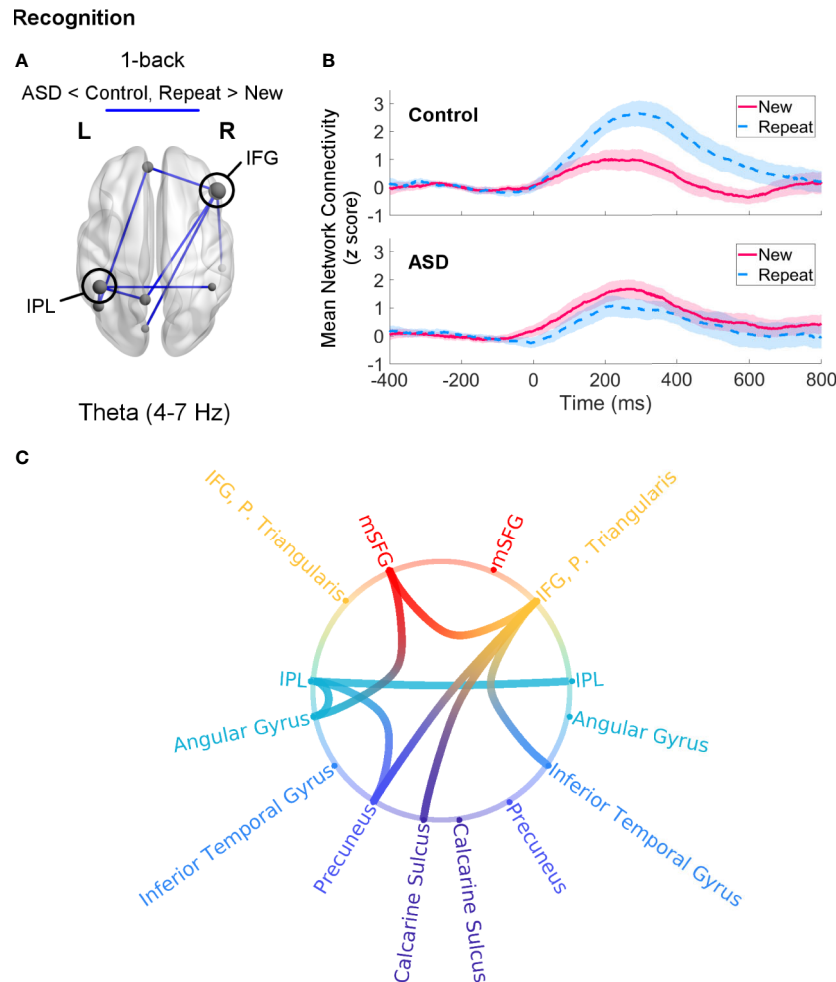 Recognition
A
1-back
ASD < Control, Repeat > New
L
R
IFG
IPL
Theta (4-7 Hz)
B
Control
New
Repeat
3
2
1
0
-1
ASD
New
Repeat
3
2
1
0
-1
Mean Network Connectivity
(z score)
-400
-200
0
200
400
600
800
Time (ms)
C
IFG, P. Triangularis
mSFG
mSFG
IFG, P. Triangularis
IPL
IPL
Angular Gyrus
Angular Gyrus
Inferior Temporal Gyrus
Inferior Temporal Gyrus
Precuneus
Precuneus
Calcarine Sulcus
Calcarine Sulcus